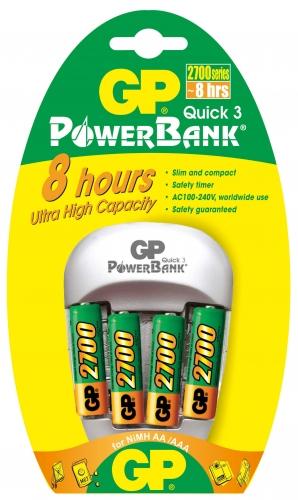 GP
2700 series
~ 8 hrs
Quick 3
POWERBANK®
8 hours
Ultra High Capacity
• Slim and compact
• Safety timer
• AC100-240V, worldwide use
• Safety guaranteed
GP
Quick 3
POWERBANK®
GP 2700
GP 2700
GP 2700
GP 2700
for NiMH AA /AAA
GP